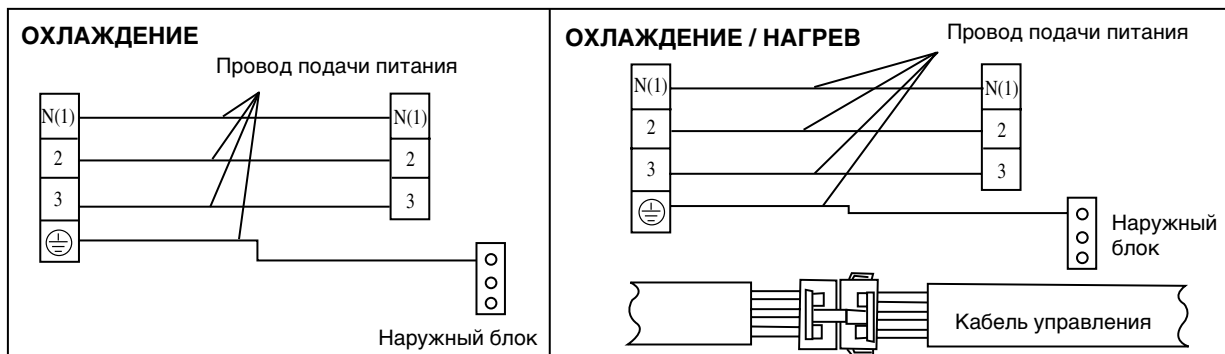 ОХЛАЖДЕНИЕ
Провод подачи питания
N(1)
N(1)
2
2
3
3
Наружный блок
ОХЛАЖДЕНИЕ / НАГРЕВ
Провод подачи питания
N(1)
N(1)
2
2
3
3
Наружный
блок
Кабель управления